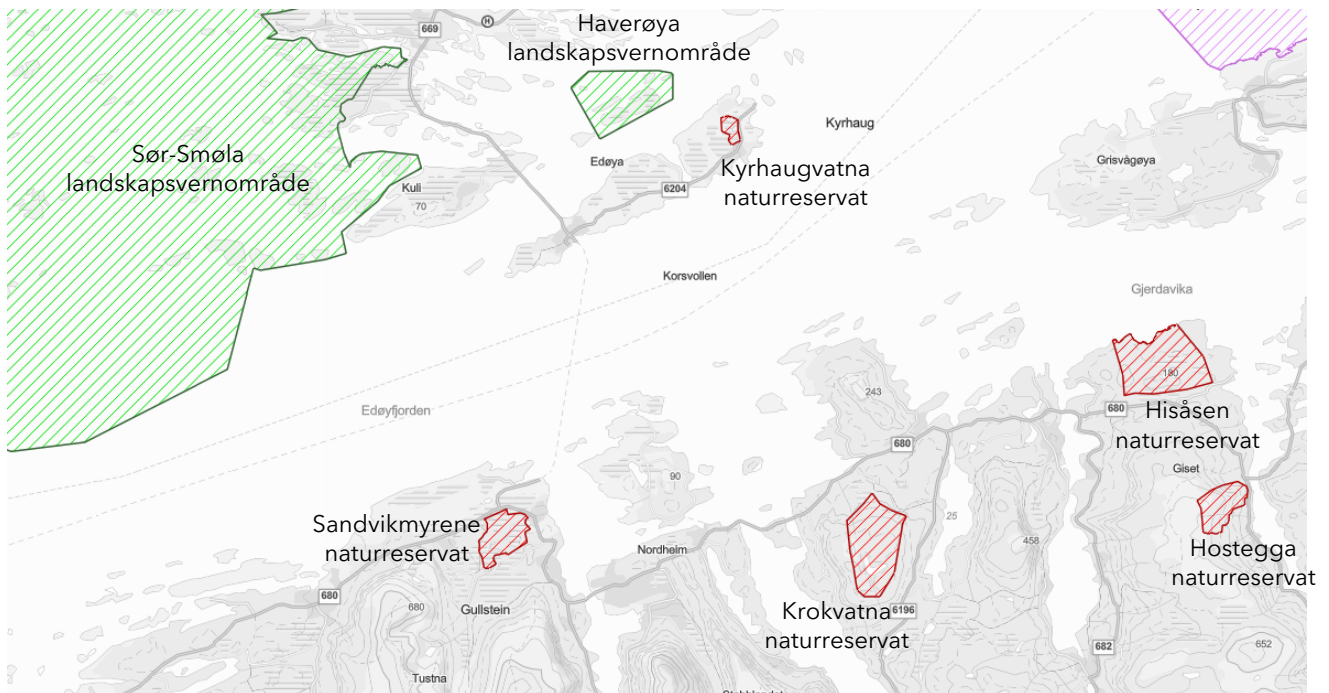 Haverøya
landskapsvernområde
H
669
Sør-Smøla
landskapsvernområde
Kuli
70
Edøya
6204
Kyrhaugvatna
naturreservat
Kyrhaug
Grisvågøya
Korsvollen
Gjerdavika
Edøyfjorden
243
180
680
Hisåsen
naturreservat
680
Giset
90
25
458
Sandvikmyrene
naturreservat
Nordheim
Hostegga
naturreservat
680
680
Gullstein
Krokvatna
naturreservat
6196
682
652
Tustna